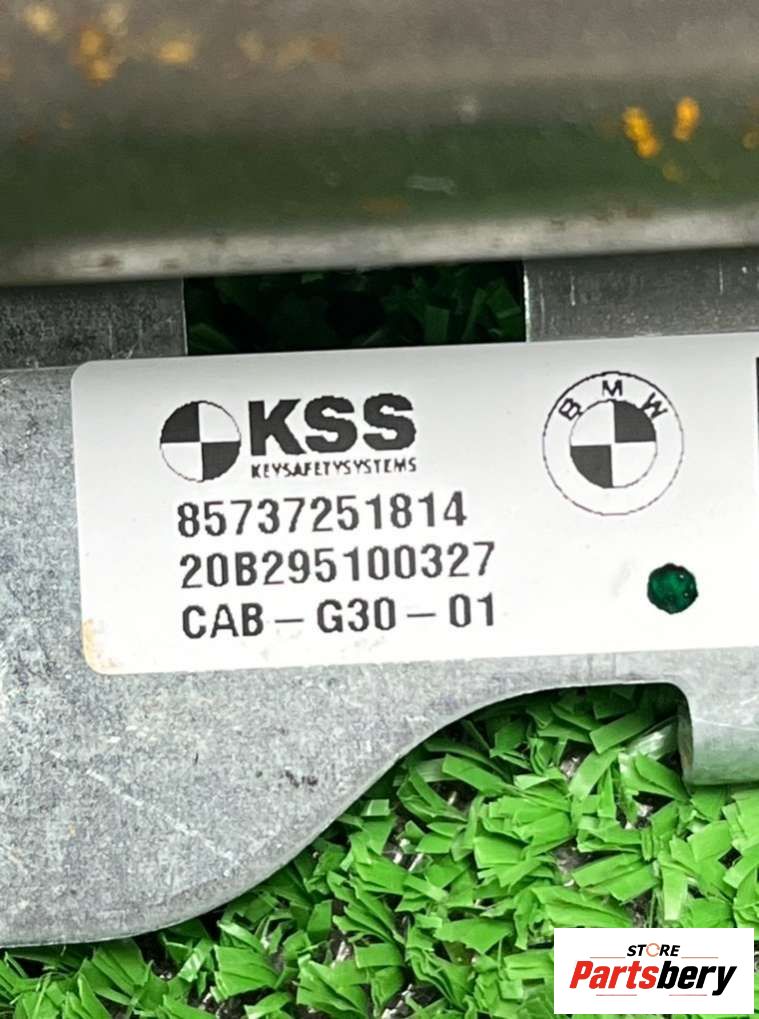 KSS
KEYSAFETYSYSTEMS
BMW
85737251814
20B295100327
CAB-G30-01
STORE
Partsbery